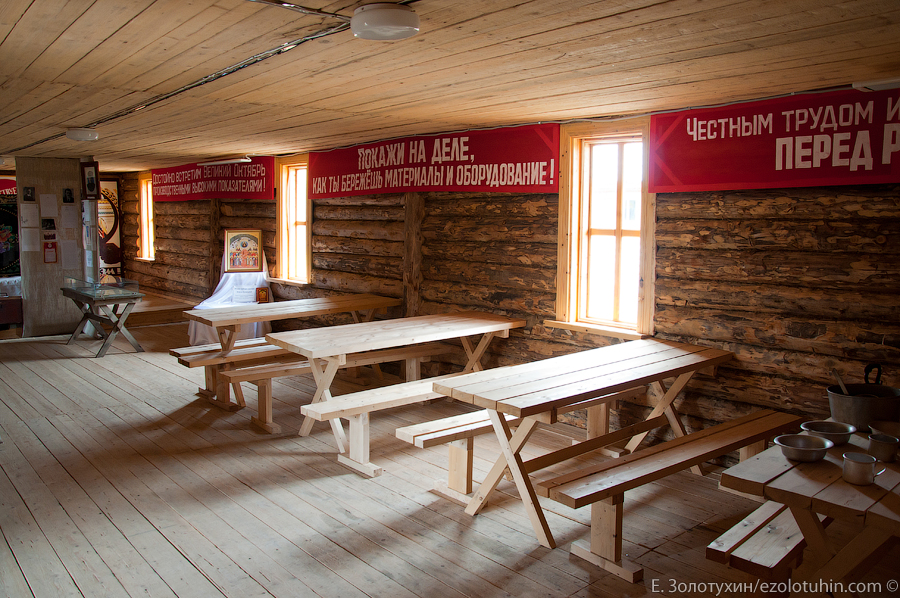 ДОСТОЙНО ВСТРЕТИМ ВЕЛИКИЙ ОКТЯБРЬ
ПРОИЗВОДСТВЕННЫМИ ВЫСОКИМИ ПОКАЗАТЕЛЯМИ!
ПОКАЖИ НА ДЕЛЕ,
КАК ТЫ БЕРЕЖЁШЬ МАТЕРИАЛЫ И ОБОРУДОВАНИЕ!
ЧЕСТНЫМ ТРУДОМ И
ПЕРЕД Р
Е. Золотухин/ezolotuhin.com ©